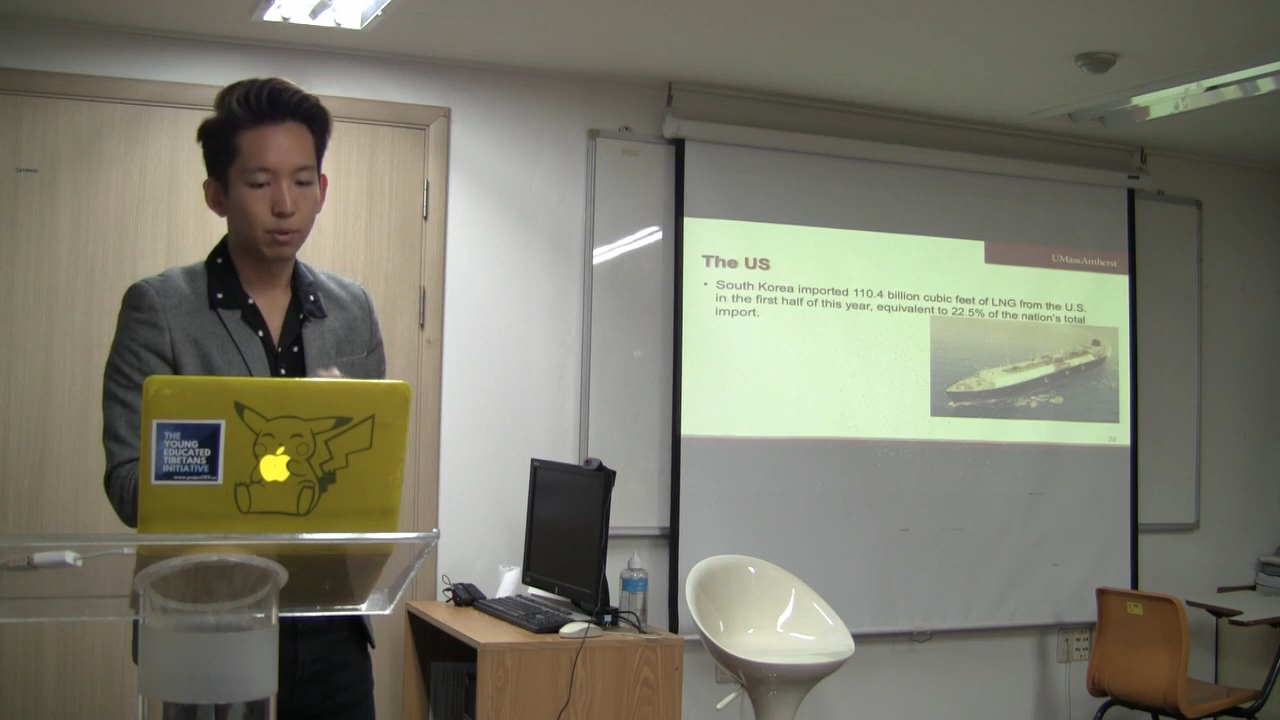 THE
YOUNG
EDUCATED
TIBETANS
INITIATIVE
UMassAmherst
The US
• South Korea imported 110.4 billion cubic feet of LNG from the U.S.
in the first half of this year, equivalent to 22.5% of the nation's total
import.